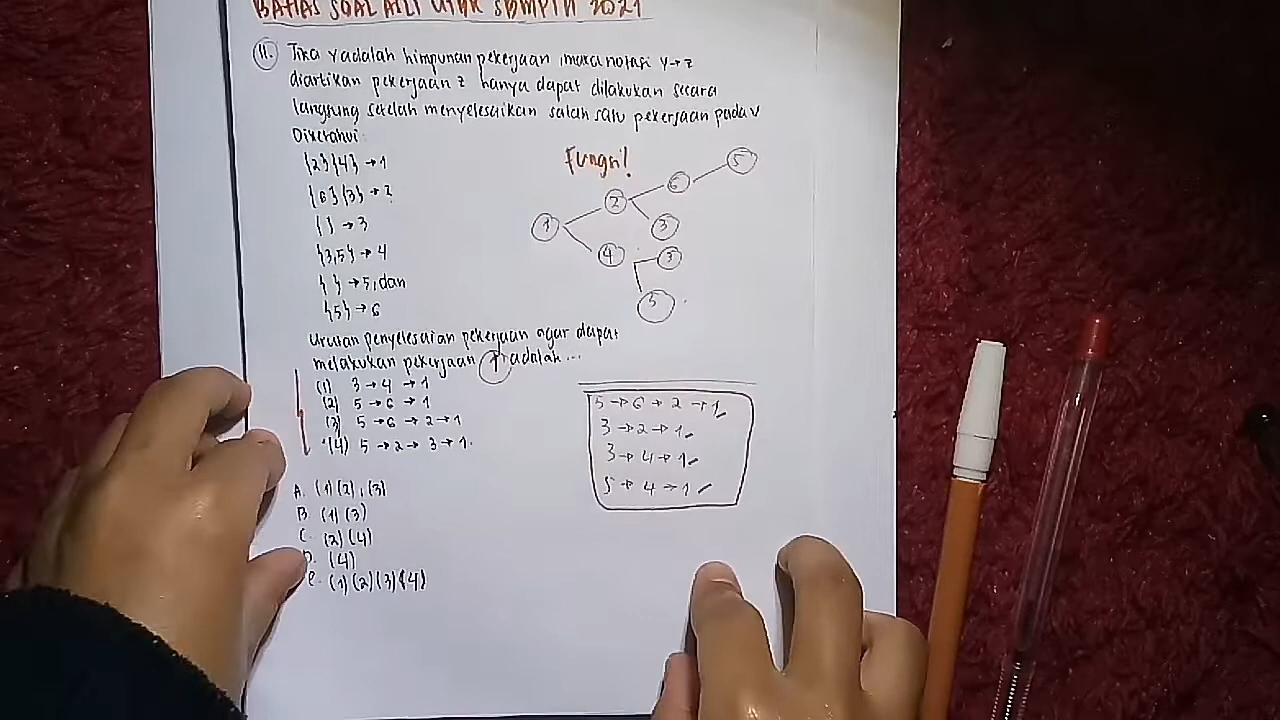 BAHAS SOAL ASLI UTBK SBMPTN 2021
11. Jika Y adalah himpunan pekerjaan, maka notasi Y→Z
diartikan pekerjaan Z hanya dapat dilakukan secara
langsung setelah menyelesaikan salah satu pekerjaan pada Y
Diketahui:
{2}{4} → 1
{6}{3} → 2
{ } → 3
{3,5} → 4
{ } → 5, dan
{5} → 6
Urutan penyelesaian pekerjaan agar dapat
melakukan pekerjaan 1 adalah...
(1) 3 → 4 → 1
(2) 5 → 6 → 1
(3) 5 → 6 → 2 → 1
(4) 5 → 2 → 3 → 1.
A. (1) (2), (3)
B. (1) (3)
C. (2) (4)
D. (4)
e. (1) (2) (3) (4)
Fungsi!
5
6
2
1
3
4
3
5
5 → 6 → 2 → 1
3 → 2 → 1
3 → 4 → 1
5 → 4 → 1